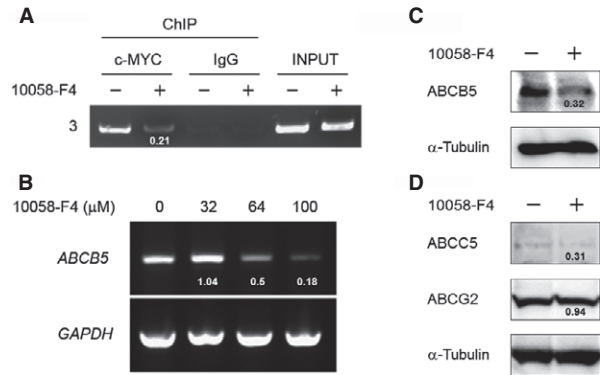 A
ChIP
c-MYC IgG INPUT
10058-F4 − + − + − +
3
0.21
B
10058-F4 (μM) 0 32 64 100
ABCB5
1.04 0.5 0.18
GAPDH
C
10058-F4 − +
ABCB5
0.32
α-Tubulin
D
10058-F4 − +
ABCC5
0.31
ABCG2
0.94
α-Tubulin